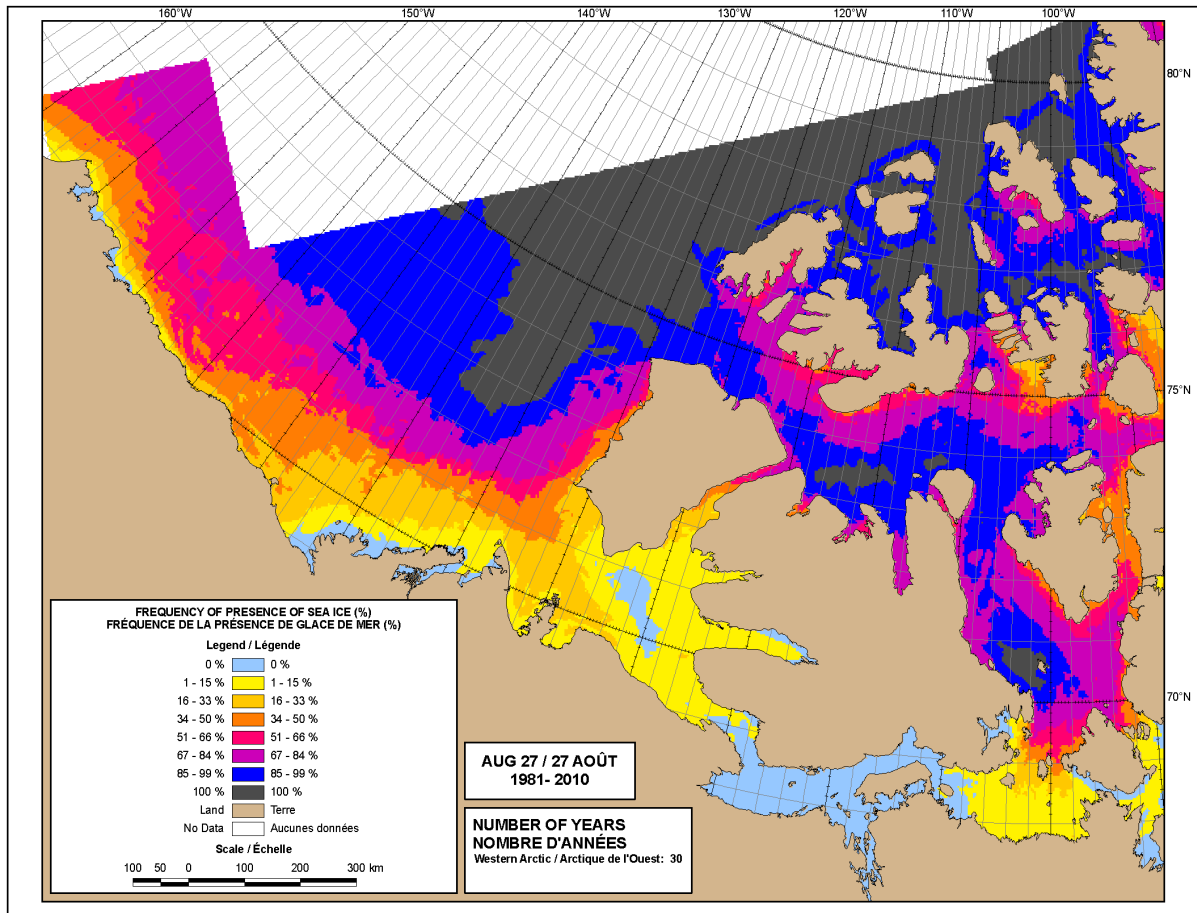 160°W 150°W 140°W 130°W 120°W 110°W 100°W
80°N
75°N
70°N
FREQUENCY OF PRESENCE OF SEA ICE (%)
FRÉQUENCE DE LA PRÉSENCE DE GLACE DE MER (%)
Legend / Légende
0 % 0 %
1 - 15 % 1 - 15 %
16 - 33 % 16 - 33 %
34 - 50 % 34 - 50 %
51 - 66 % 51 - 66 %
67 - 84 % 67 - 84 %
85 - 99 % 85 - 99 %
100 % 100 %
Land Terre
No Data Aucunes données
Scale / Échelle
100 50 0 100 200 300 km
AUG 27 / 27 AOÛT
1981- 2010
NUMBER OF YEARS
NOMBRE D'ANNÉES
Western Arctic / Arctique de l'Ouest: 30